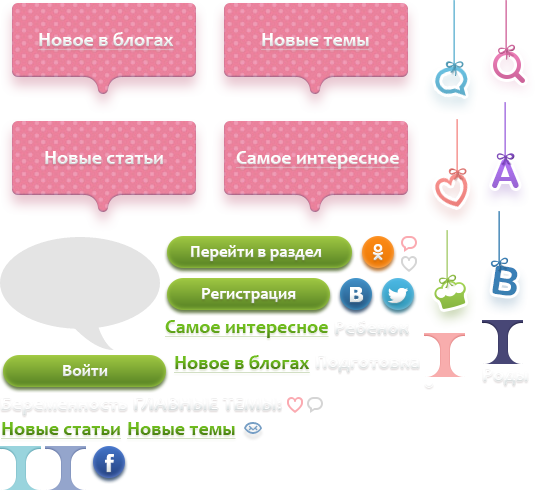 Новое в блогах
Новые темы
Новые статьи
Самое интересное
А
Перейти в раздел
Регистрация
В
В
Самое интересное
Ребенок
Войти
Новое в блогах
Подготовка
к
Роды
Беременность
ГЛАВНЫЕ ТЕМЫ:
Новые статьи
Новые темы
f